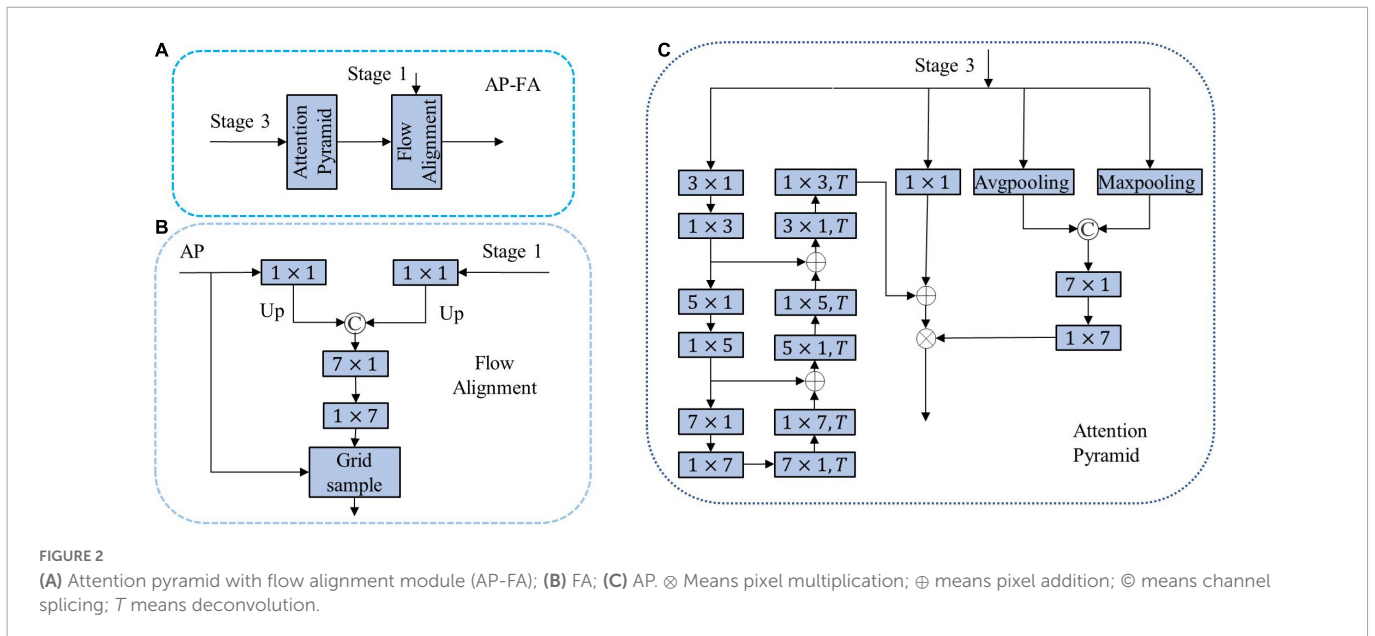 A
Stage 1
AP-FA
Stage 3
Attention
Pyramid
Flow
Alignment
B
AP
Stage 1
1 × 1
1 × 1
Up
Up
©
7 × 1
1 × 7
Flow
Alignment
Grid
sample
C
Stage 3
3 × 1
1 × 3, T
1 × 1
Avgpooling
Maxpooling
1 × 3
3 × 1, T
©
⊕
7 × 1
5 × 1
1 × 5, T
⊕
1 × 5
5 × 1, T
⊗
1 × 7
⊕
7 × 1
1 × 7, T
1 × 7
7 × 1, T
Attention
Pyramid
FIGURE 2
(A) Attention pyramid with flow alignment module (AP-FA); (B) FA; (C) AP. ⊗ Means pixel multiplication; ⊕ means pixel addition; © means channel
splicing; T means deconvolution.